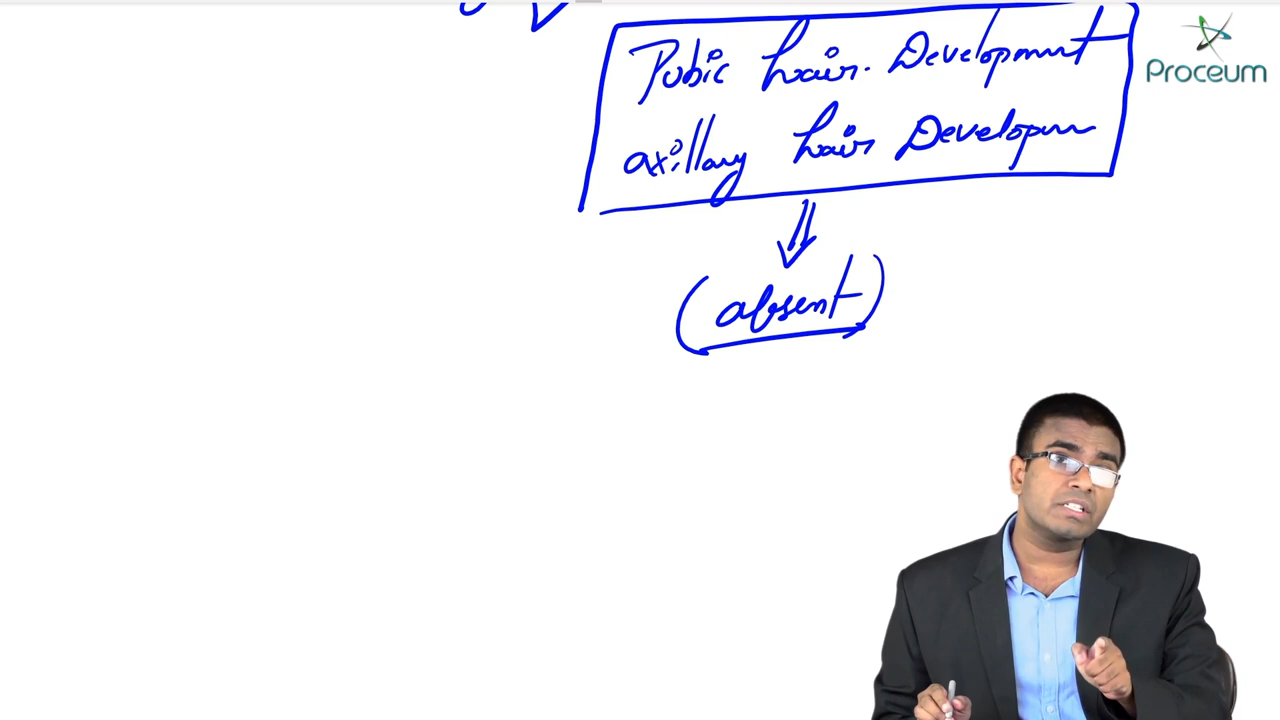 Pubic hair Development
Proceum
axillary hair Developm
(absent)